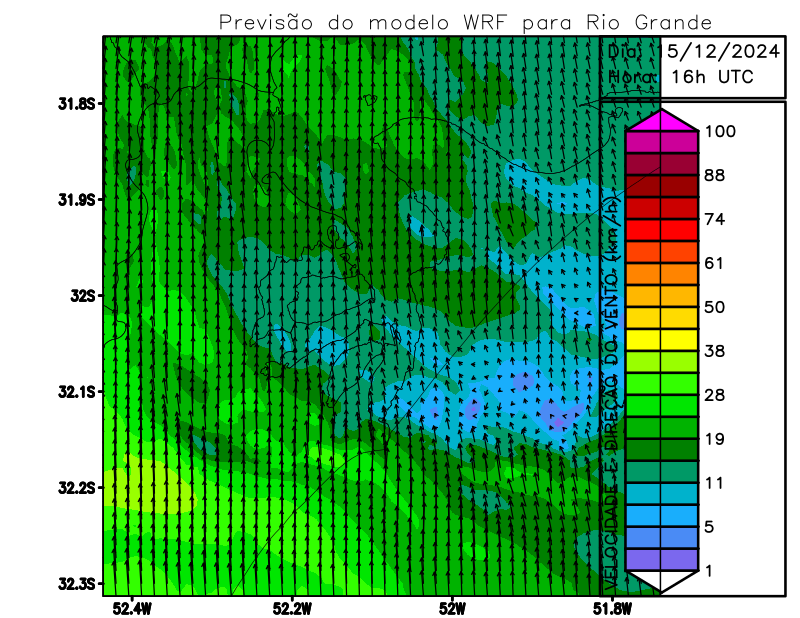 Previsão do modelo WRF para Rio Grande
Dia: 15/12/2024
Hora: 16h UTC
31.8S
31.9S
32S
32.1S
32.2S
32.3S
52.4W
52.2W
52W
51.8W
VELOCIDADE E DIREÇÃO DO VENTO (km/h)
100
88
74
61
50
38
28
19
11
5
1